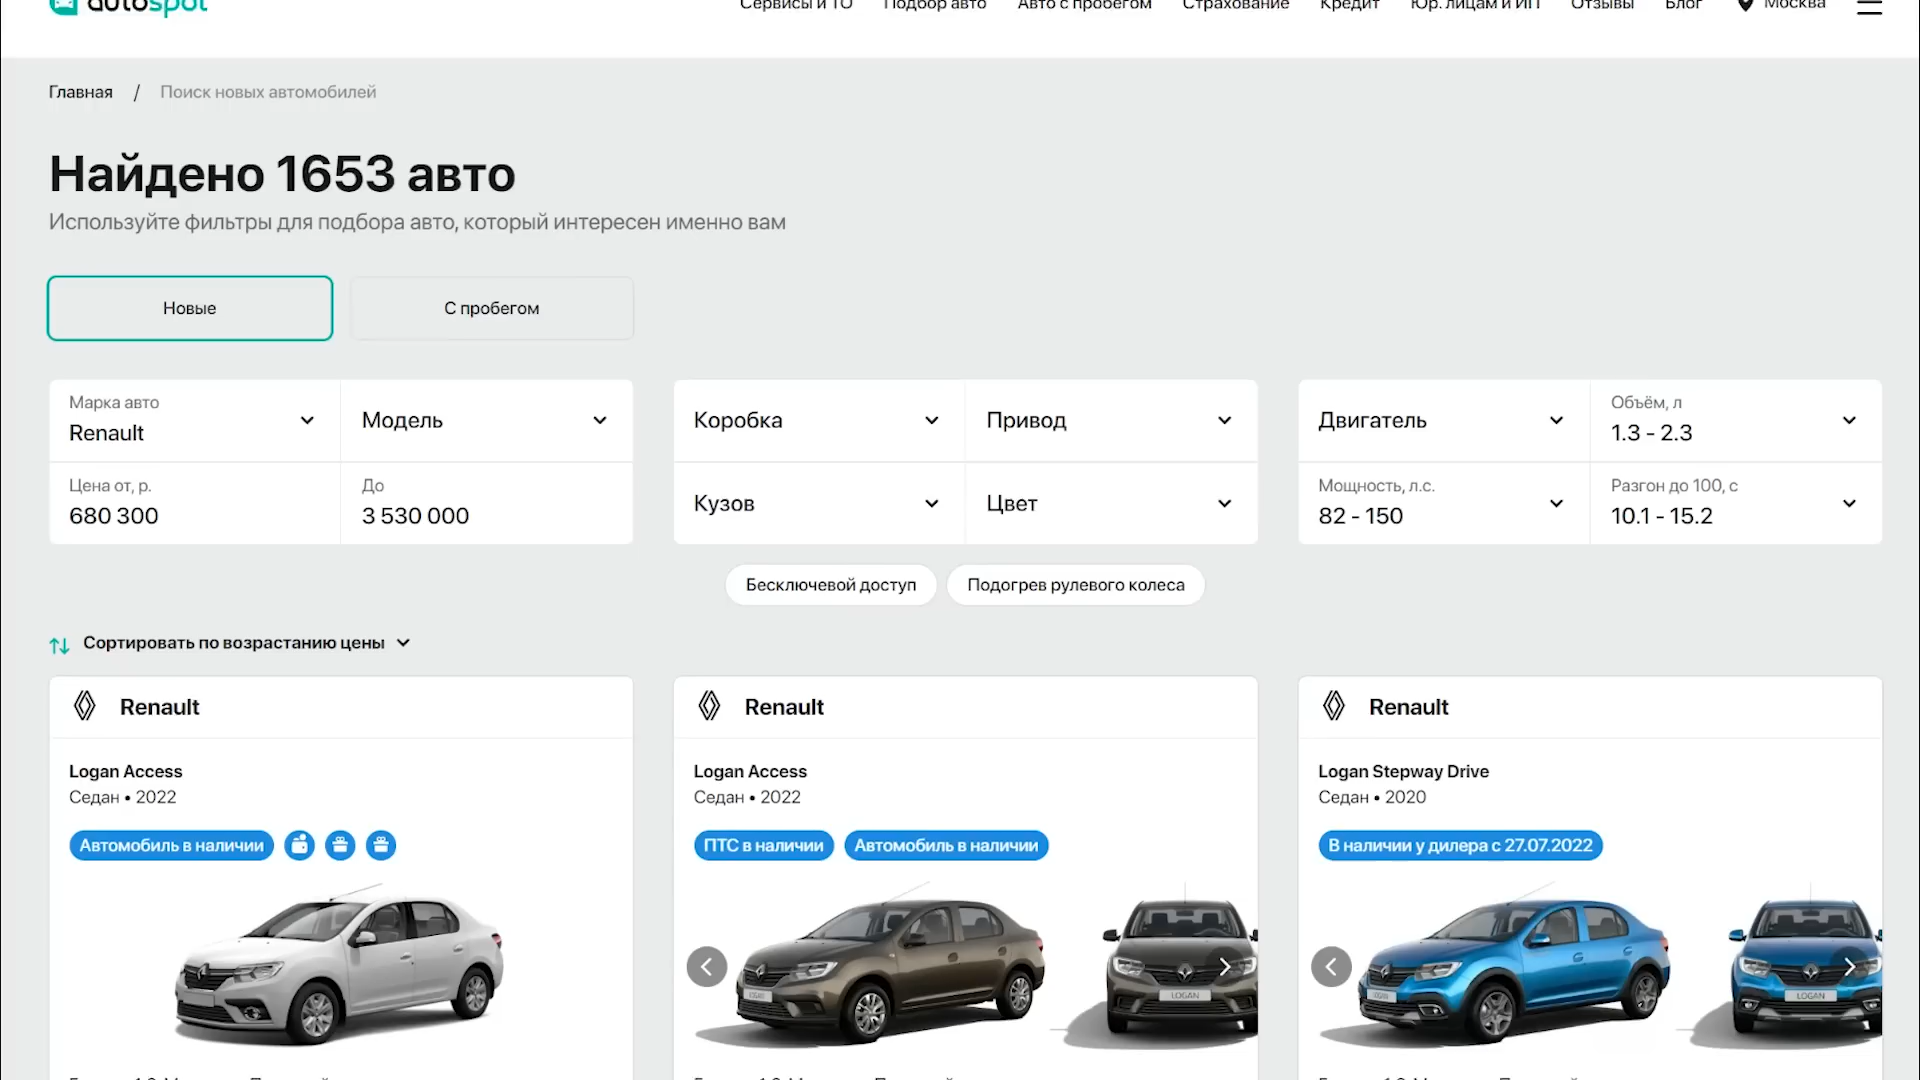 autospot
Сервисы и ТО Подбор авто Авто с пробегом Страхование Кредит Юр. лицам и ИП Отзывы Блог Москва
Главная / Поиск новых автомобилей
Найдено 1653 авто
Используйте фильтры для подбора авто, который интересен именно вам
Новые С пробегом
Марка авто
Renault
Модель
Цена от, р.
680 300
До
3 530 000
Коробка
Привод
Кузов
Цвет
Двигатель
Объём, л
1.3 - 2.3
Мощность, л.с.
82 - 150
Разгон до 100, с
10.1 - 15.2
Бесключевой доступ Подогрев рулевого колеса
Сортировать по возрастанию цены
Renault
Logan Access
Седан • 2022
Автомобиль в наличии
Renault
Logan Access
Седан • 2022
ПТС в наличии Автомобиль в наличии
LOGAN
LOGAN
Renault
Logan Stepway Drive
Седан • 2020
В наличии у дилера с 27.07.2022
LOGAN
LOGAN